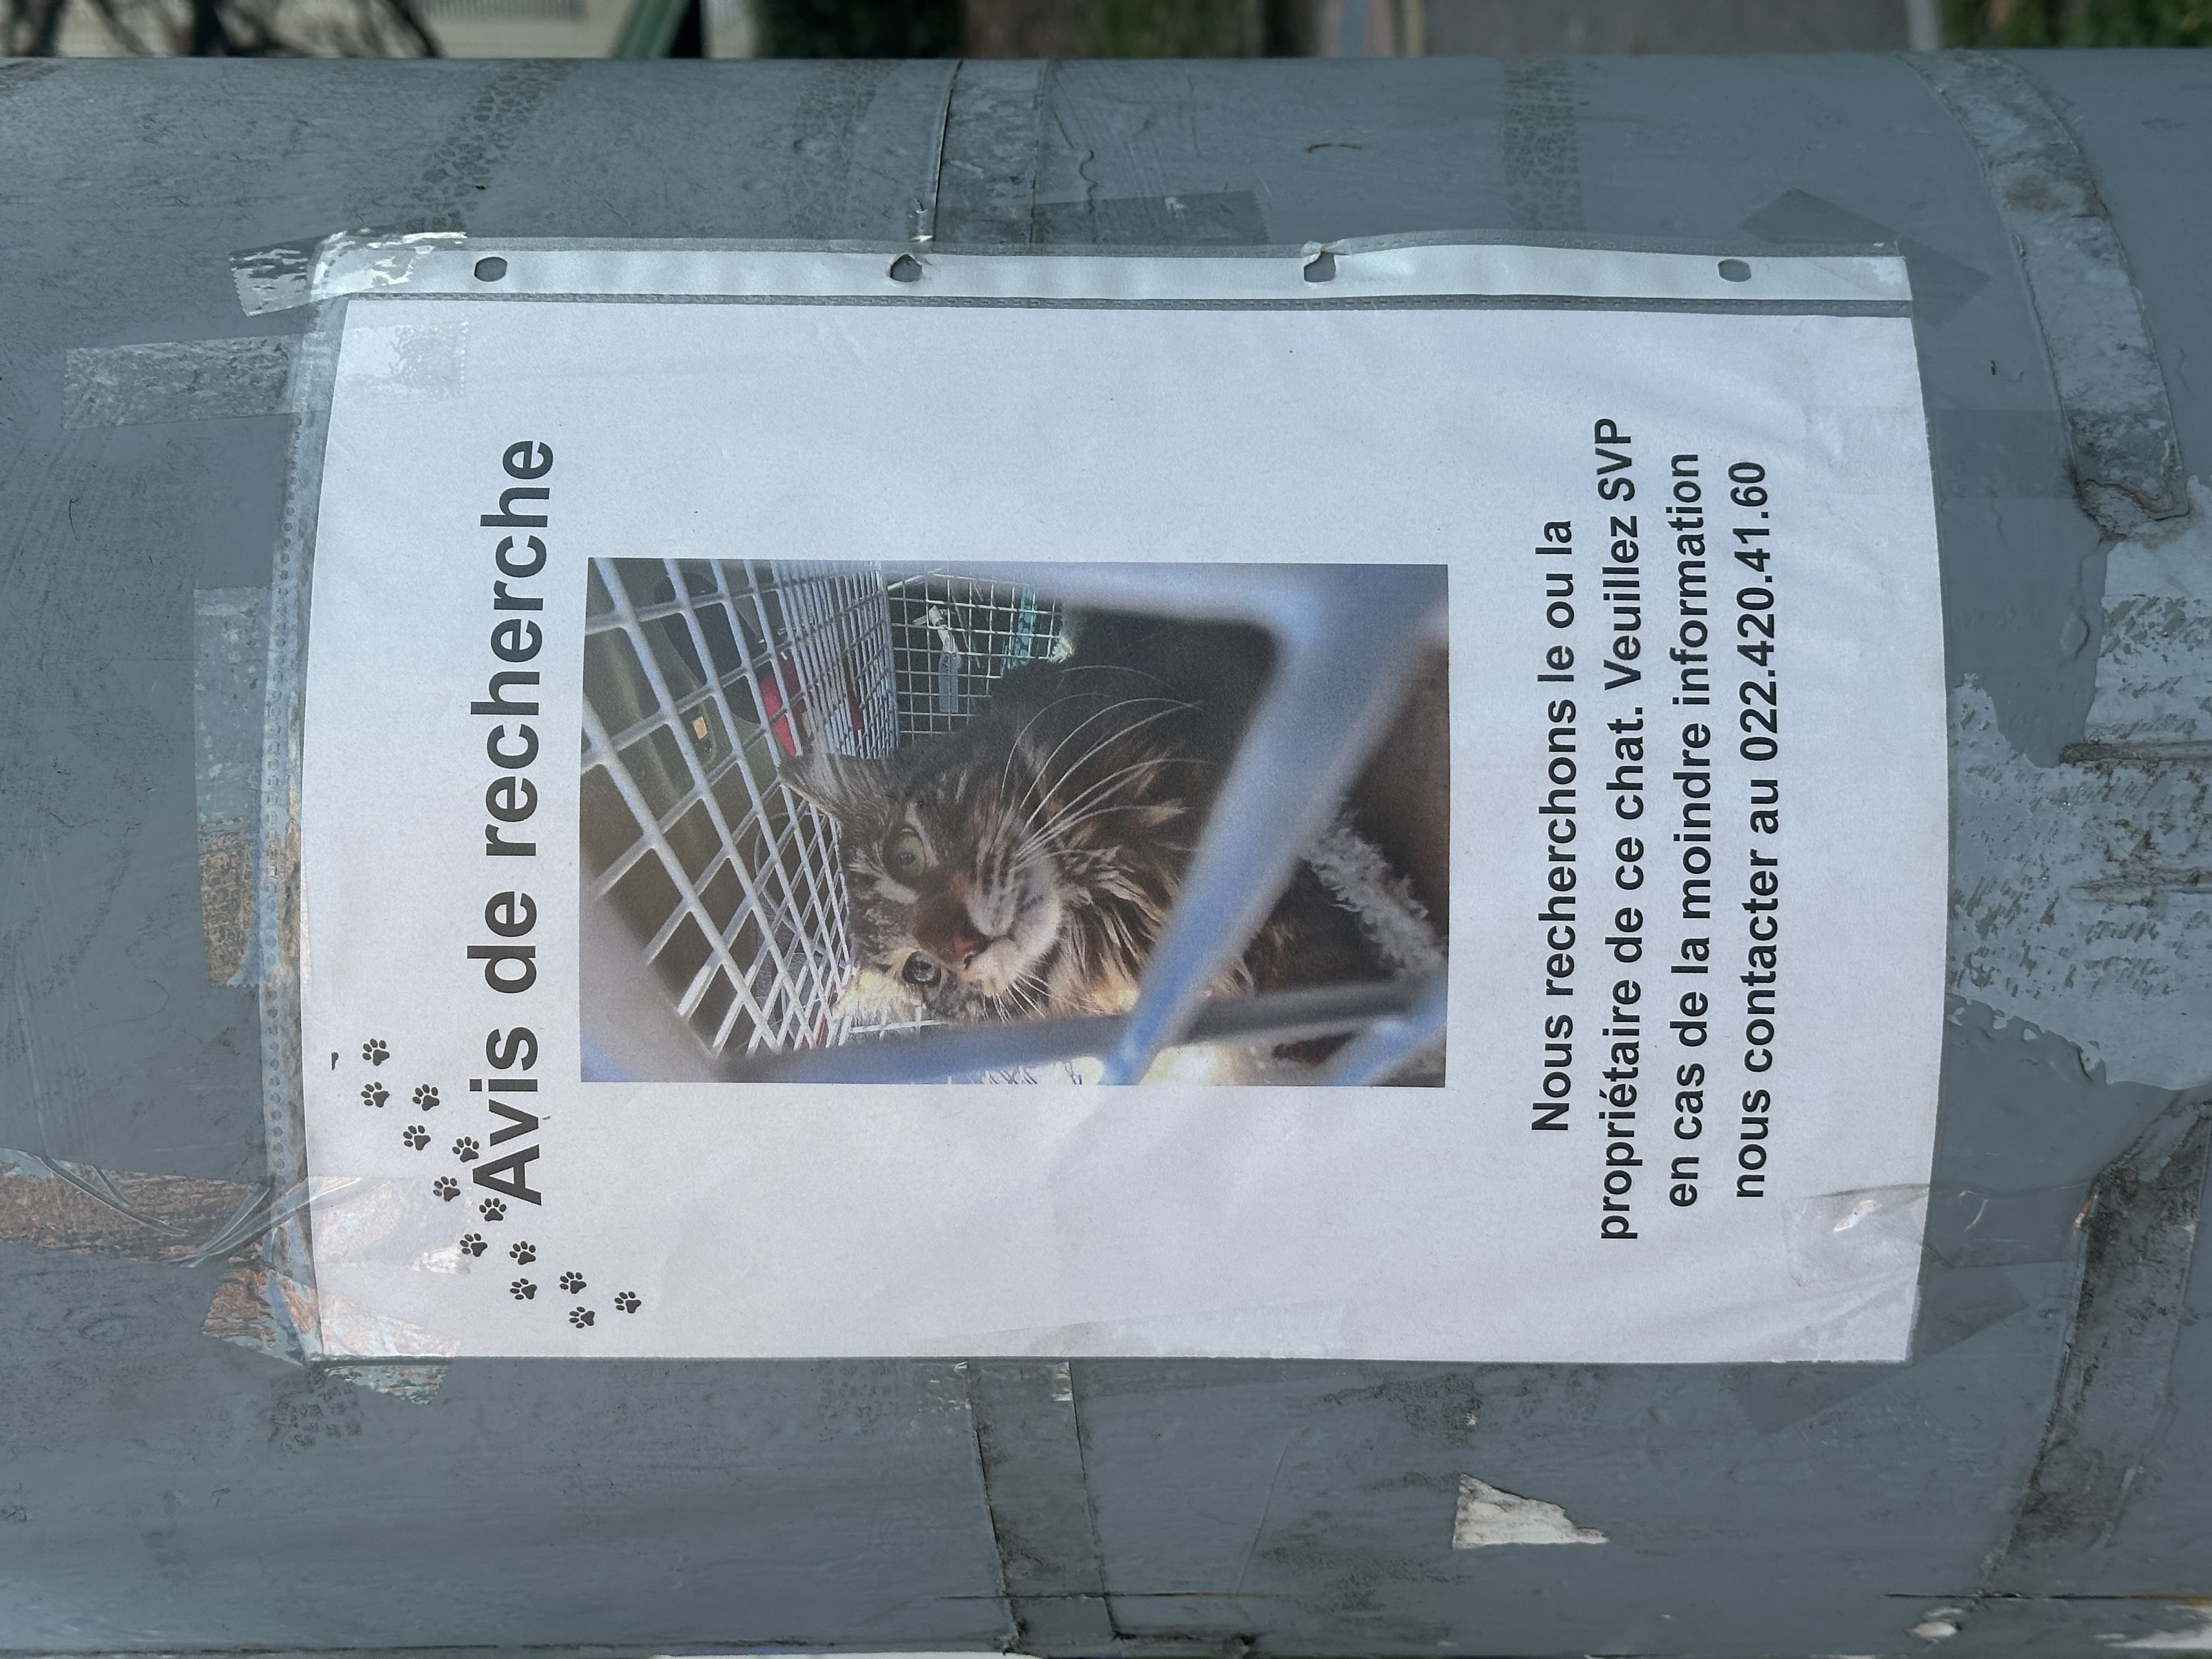 Avis de recherche
Nous recherchons le ou la
propriétaire de ce chat. Veuillez SVP
en cas de la moindre information
nous contacter au 022.420.41.60